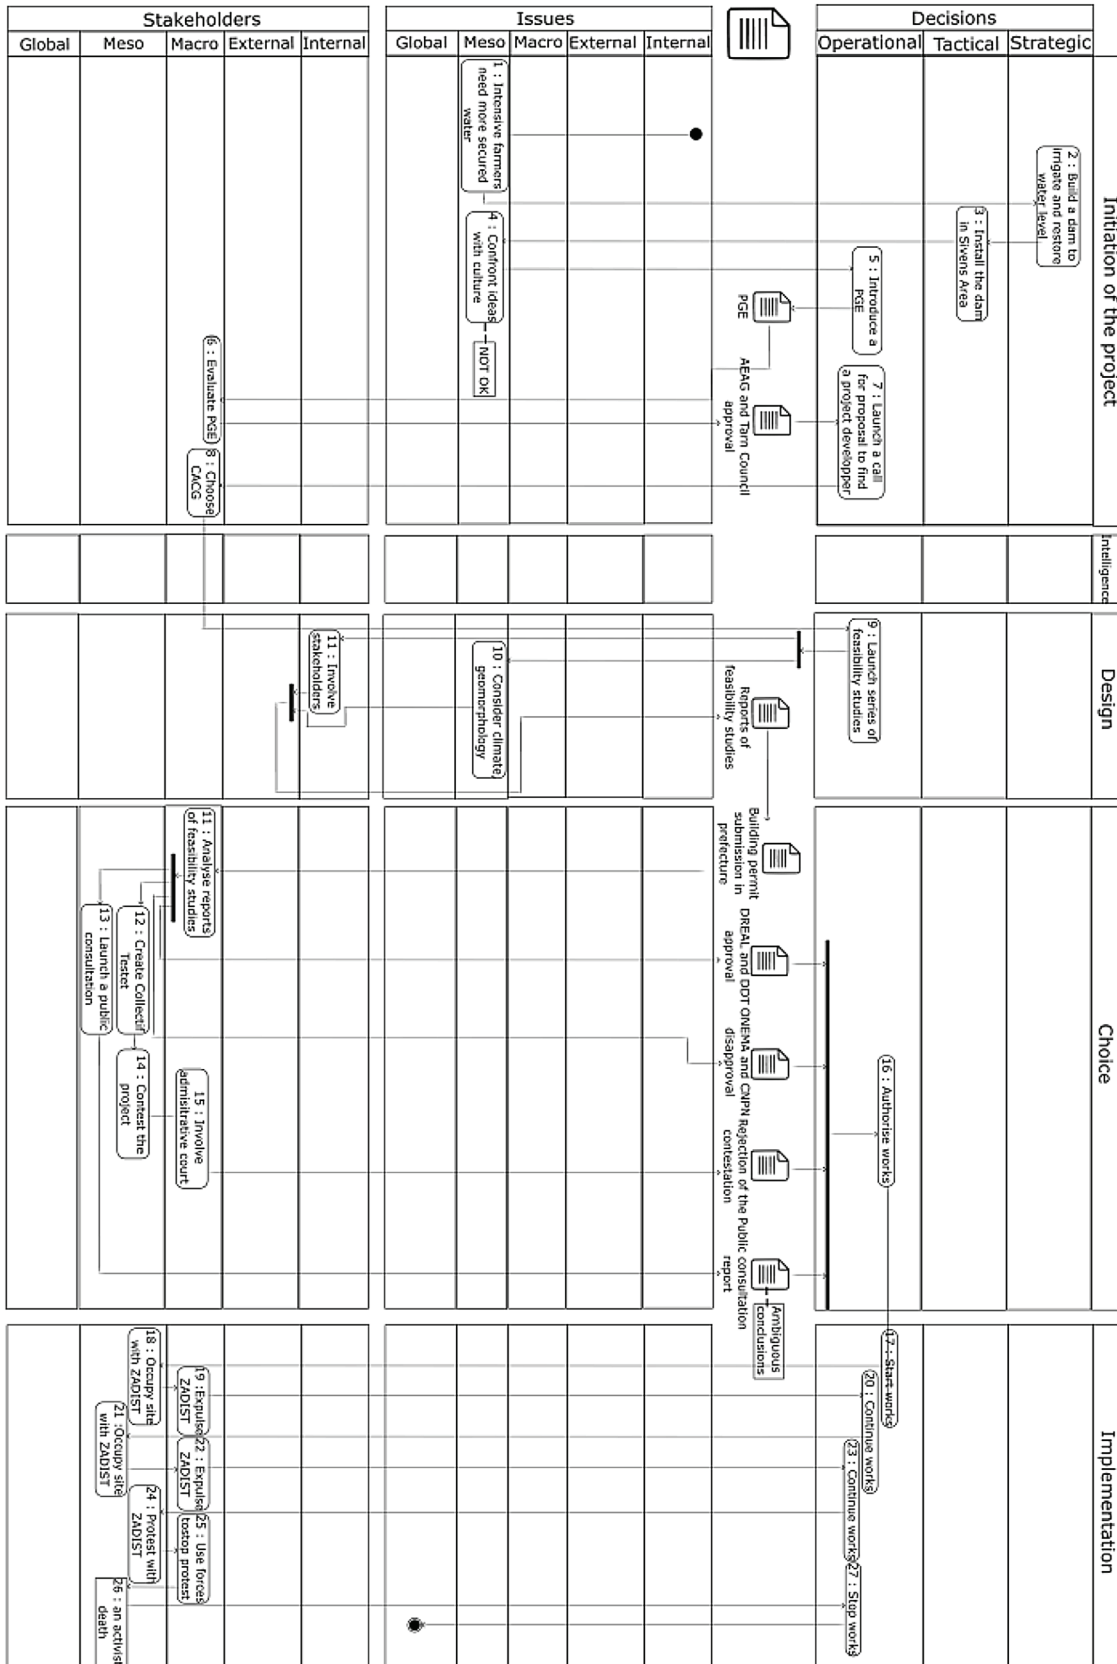 Stakeholders
Issues
Decisions
Global
Meso
Macro
External
Internal
Global
Meso
Macro
External
Internal
Operational
Tactical
Strategic
Initiation of the project
1 : Intensive farmers
need more secured
water
2 : Build a dam to
irrigate and restore
water level
3 : Install the dam
in Sivens Area
4 : Confront ideas
with culture
NOT OK
5 : Introduce a
PGE
PGE
6 : Evaluate PGE
AEAG and Tarn Council
approval
7 : Launch a call
for proposal to find
a project developper
8 : Choose
CACG
Intelligence
Design
9 : Launch series of
feasibility studies
10 : Consider climate,
geomorphology
11 : Involve
stakeholders
Reports of
feasibility studies
Choice
Building permit
submission in
prefecture
11 : Analyse reports
of feasibility studies
12 : Create Collectif
Testet
13 : Launch a public
consultation
14 : Contest the
project
15 : Involve
admisitrative court
DREAL and DDT
approval
ONEMA and CNPN
disapproval
Rejection of the
contestation
Public consultation
report
Ambiguous
conclusions
16 : Authorise works
Implementation
17 : Start works
18 : Occupy site
with ZADIST
19 :Expulse
ZADIST
20 : Continue works
21 :Occupy site
with ZADIST
22 : Expulse
ZADIST
23 : Continue works
24 : Protest with
ZADIST
25 : Use forces
tostop protest
26 : an activist
death
27 : Stop works